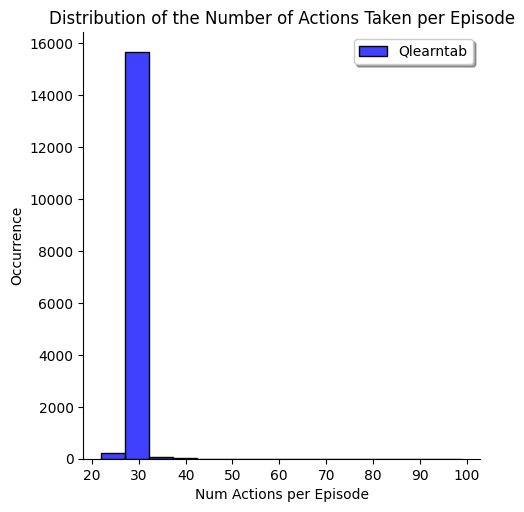 Distribution of the Number of Actions Taken per Episode
Qlearntab
Occurrence
16000
14000
12000
10000
8000
6000
4000
2000
0
20 30 40 50 60 70 80 90 100
Num Actions per Episode